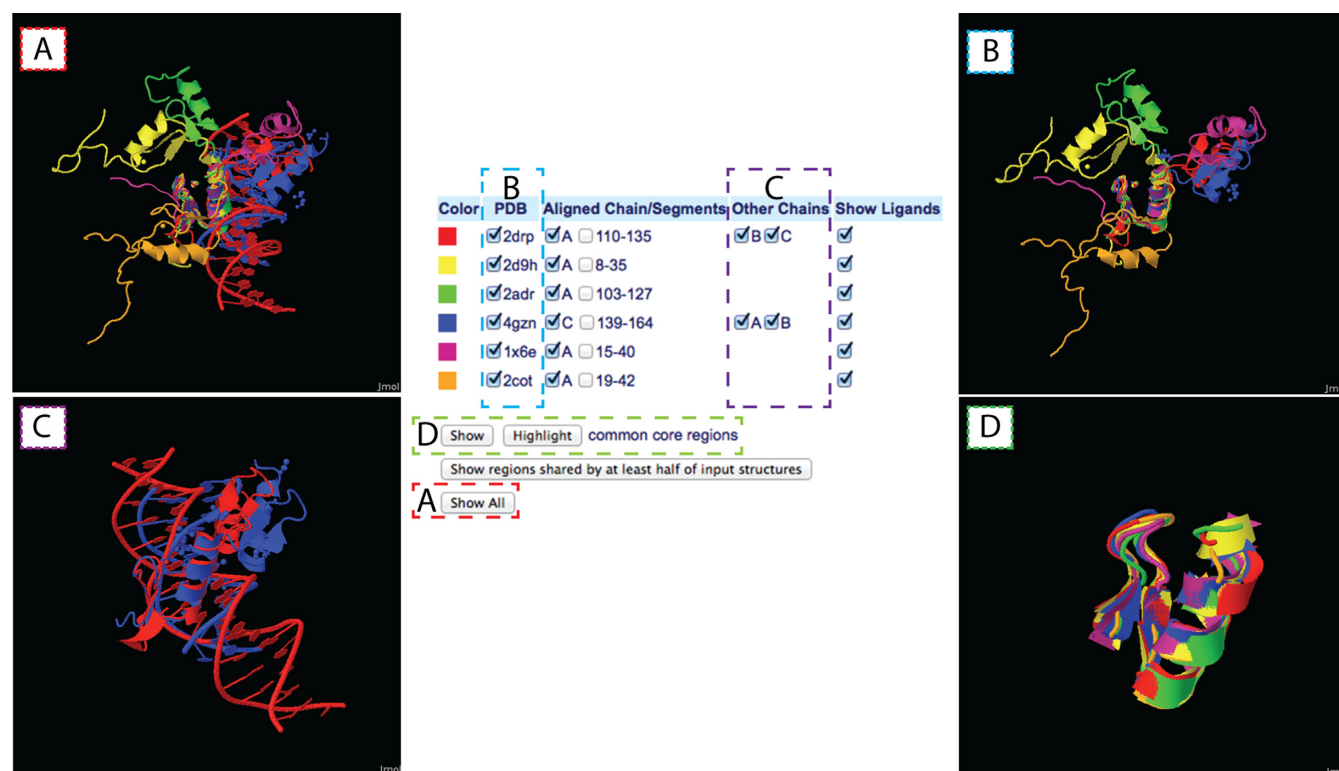 A
B
B
C
Color PDB Aligned Chain/Segments Other Chains Show Ligands
2drp A 110-135 B C
2d9h A 8-35
2adr A 103-127
4gzn C 139-164 A B
1x6e A 15-40
2cot A 19-42
Jmol
Jm
C
D Show Highlight common core regions
D
Show regions shared by at least half of input structures
A Show All
Jmol
Jm